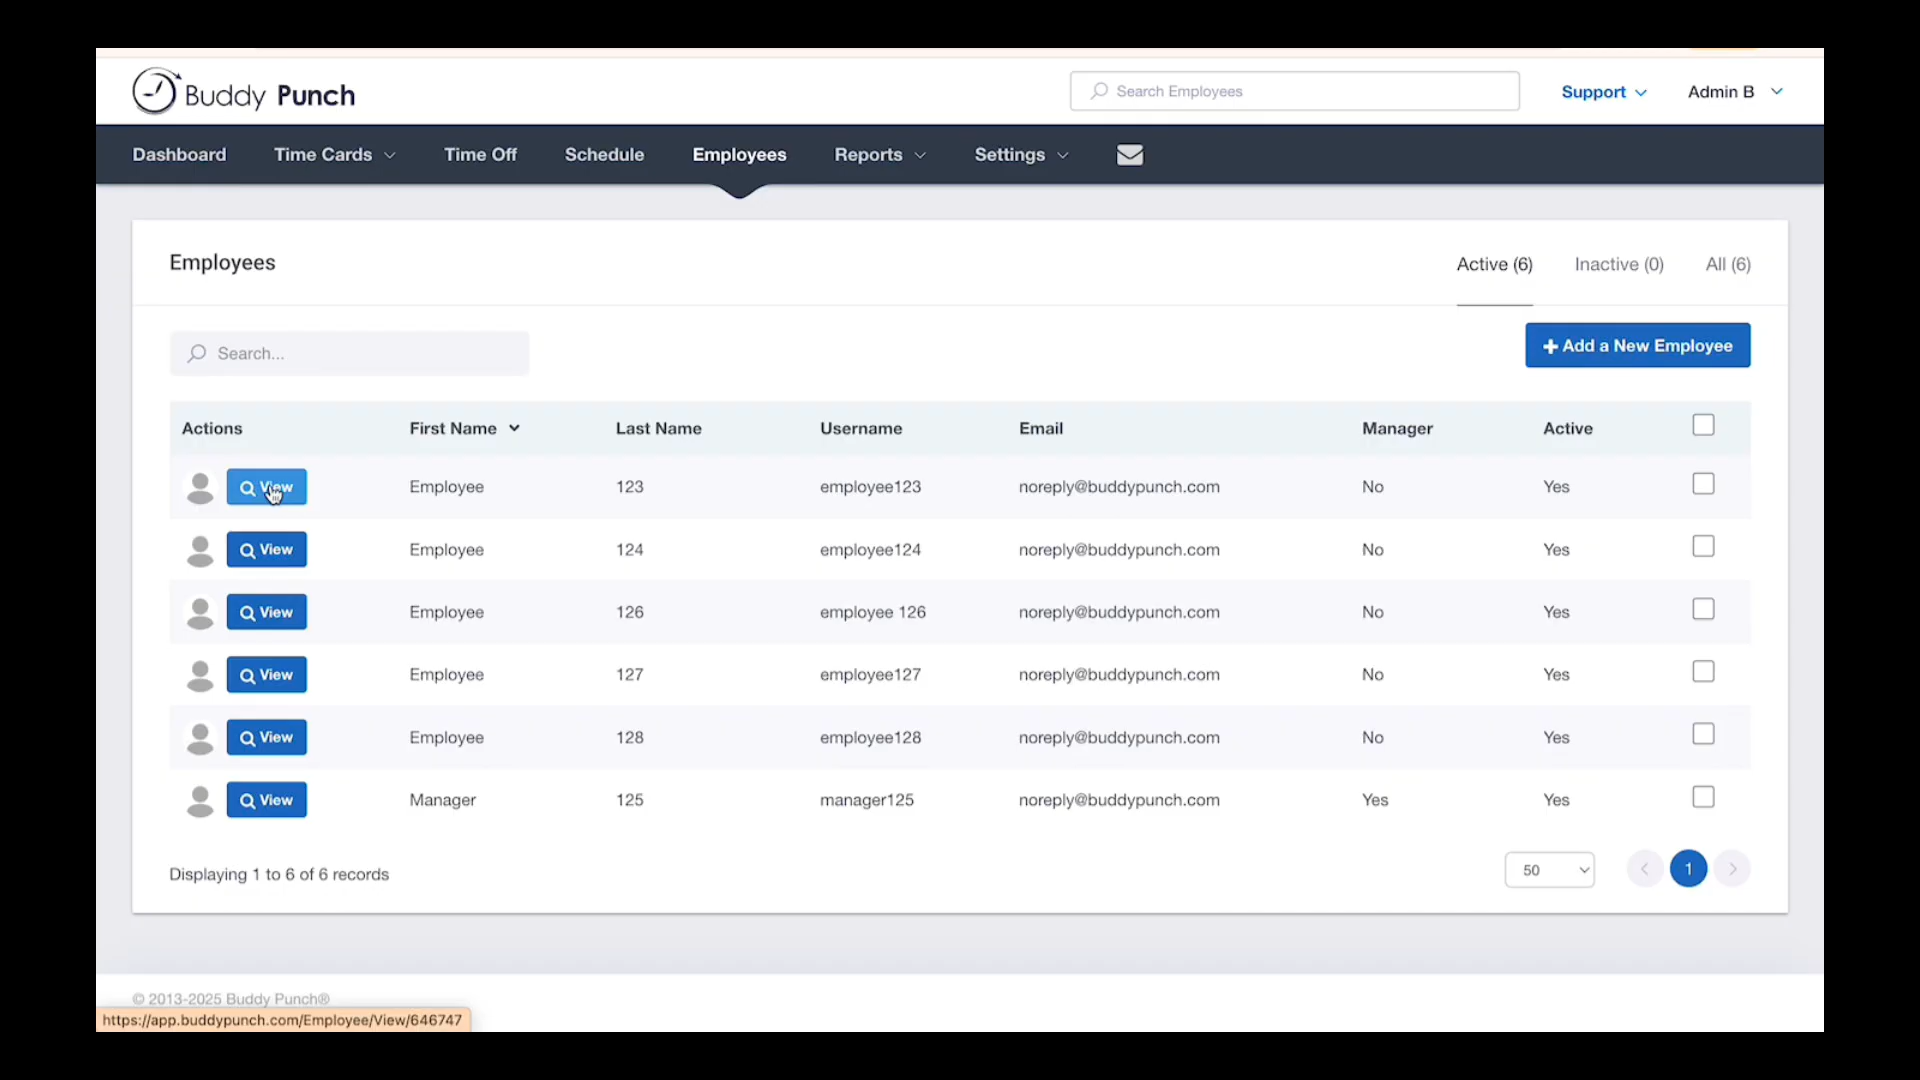 Buddy Punch
Search Employees
Support
Admin B
Dashboard
Time Cards
Time Off
Schedule
Employees
Reports
Settings
Employees
Active (6)
Inactive (0)
All (6)
Search...
+ Add a New Employee
Actions First Name Last Name Username Email Manager Active
View Employee 123 employee123 noreply@buddypunch.com No Yes
View Employee 124 employee124 noreply@buddypunch.com No Yes
View Employee 126 employee 126 noreply@buddypunch.com No Yes
View Employee 127 employee127 noreply@buddypunch.com No Yes
View Employee 128 employee128 noreply@buddypunch.com No Yes
View Manager 125 manager125 noreply@buddypunch.com Yes Yes
Displaying 1 to 6 of 6 records
50
1
© 2013-2025 Buddy Punch®
https://app.buddypunch.com/Employee/View/646747